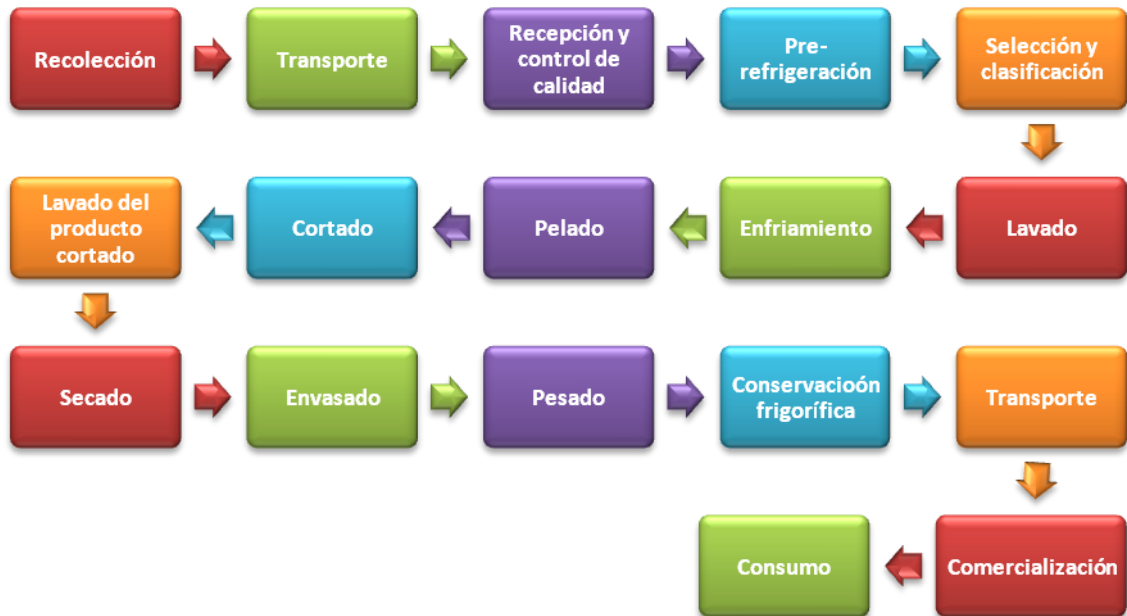 Recolección
Transporte
Recepción y
control de
calidad
Pre-
refrigeración
Selección y
clasificación
Lavado
Enfriamiento
Pelado
Cortado
Lavado del
producto
cortado
Secado
Envasado
Pesado
Conservacioón
frigorífica
Transporte
Comercialización
Consumo